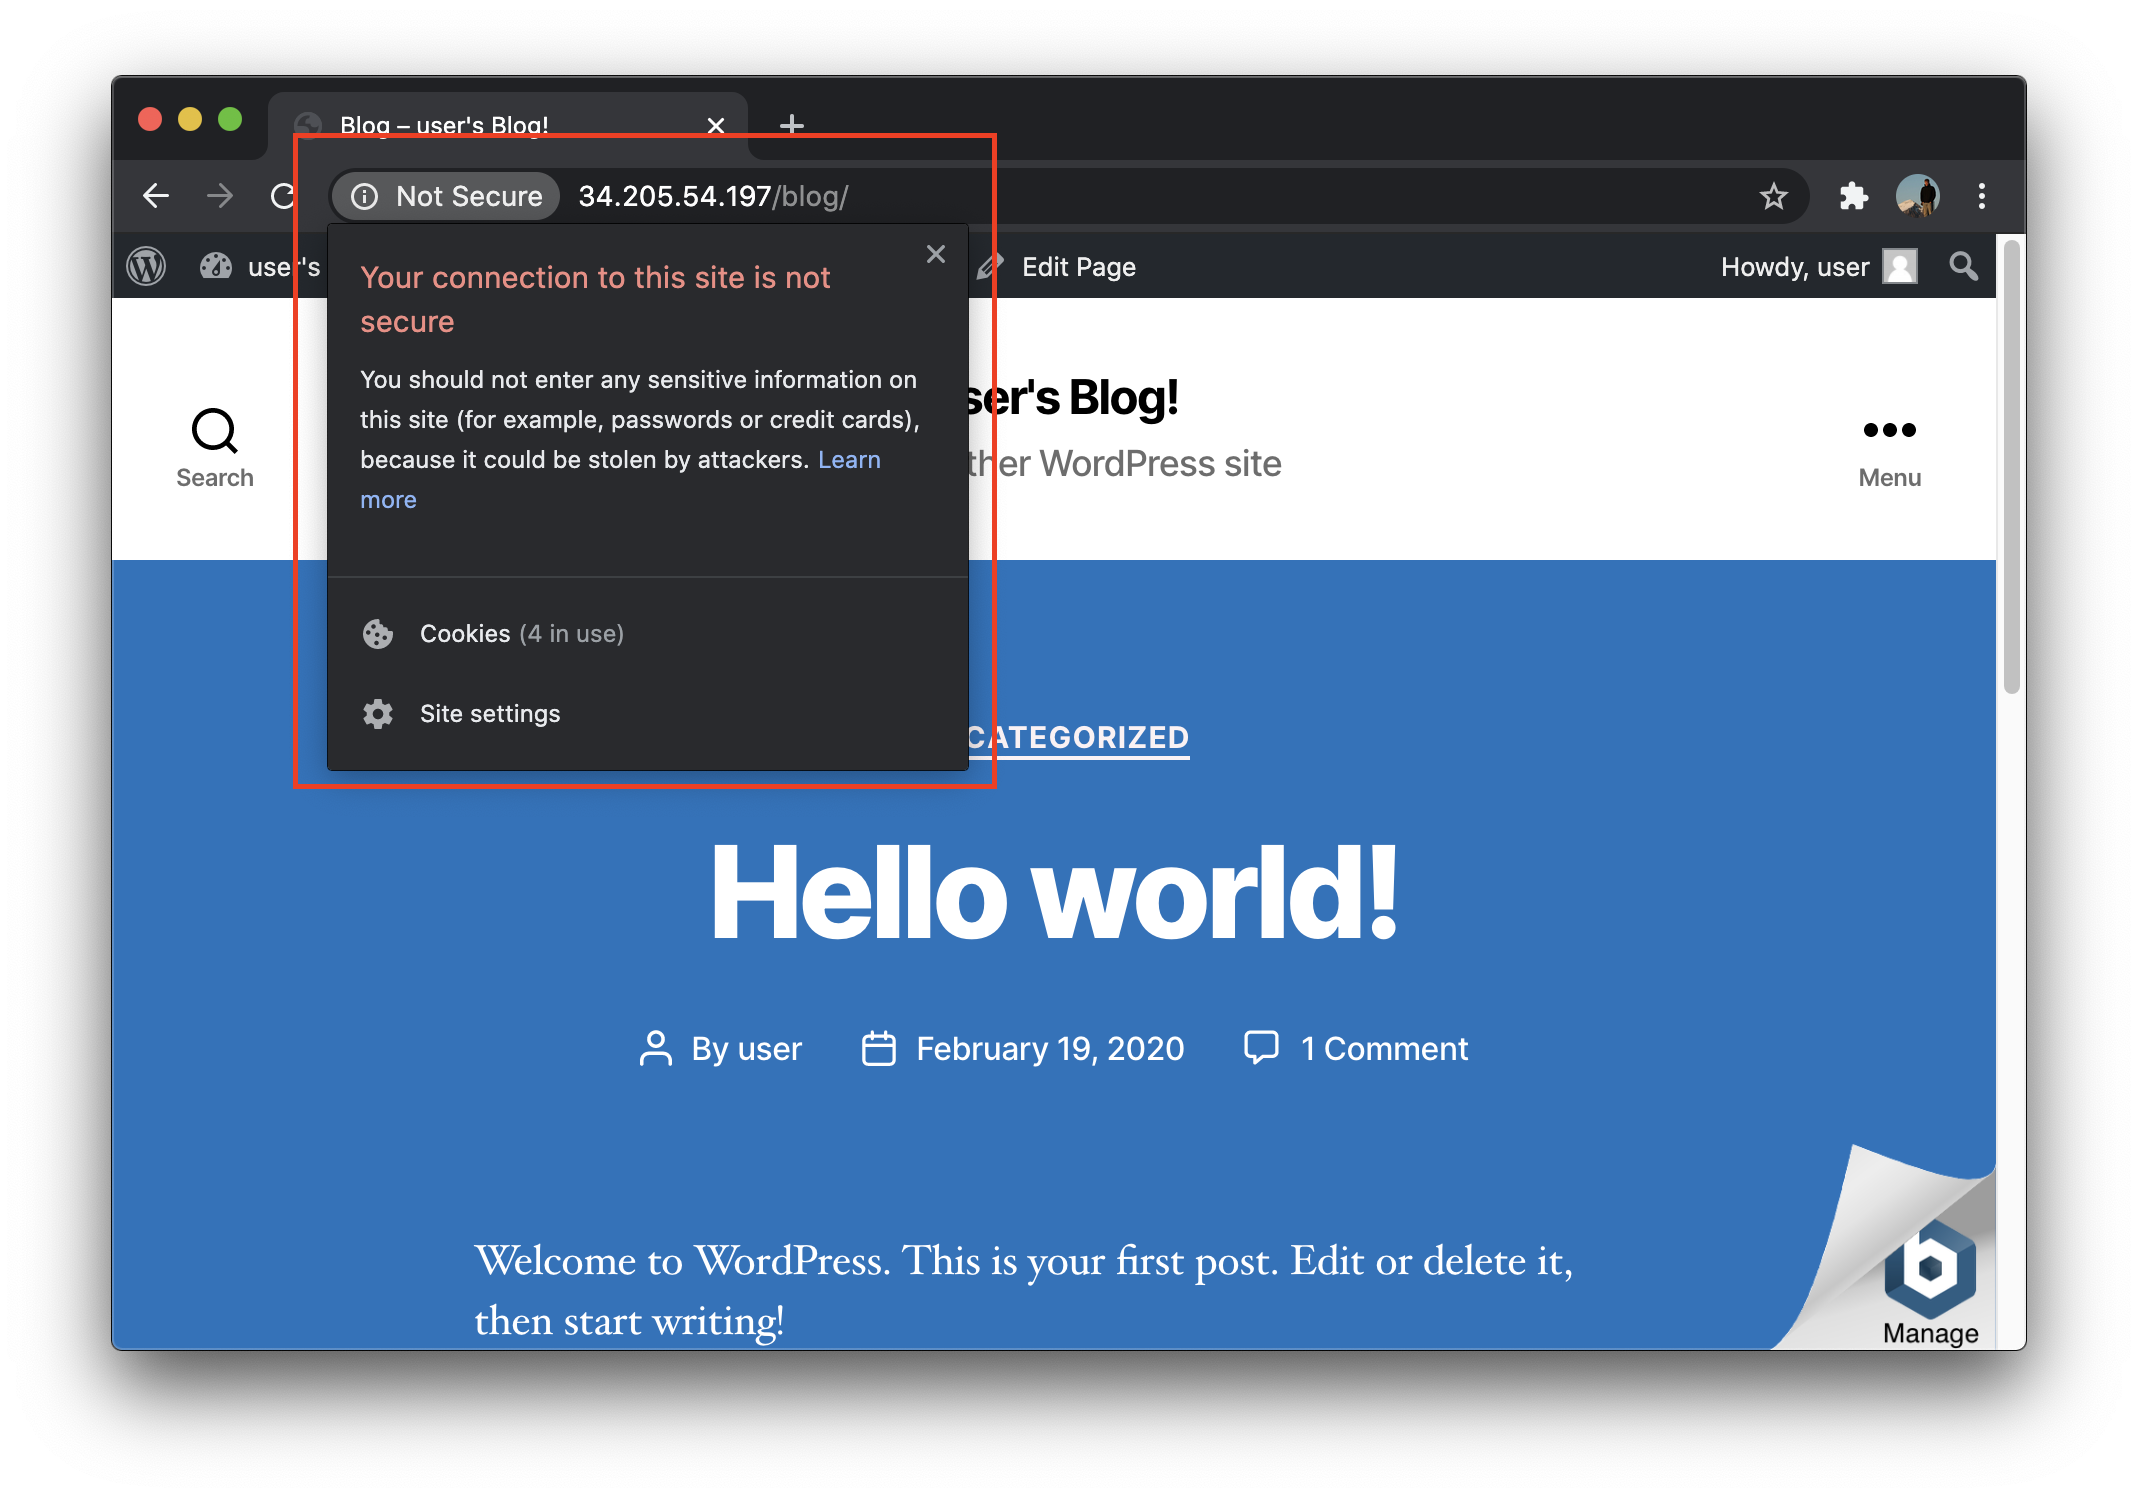 Blog – user's Blog!
Not Secure 34.205.54.197/blog/
user's
Edit Page
Howdy, user
Your connection to this site is not
secure
You should not enter any sensitive information on
this site (for example, passwords or credit cards),
because it could be stolen by attackers. Learn
more
Cookies (4 in use)
Site settings
Search
ser's Blog!
ther WordPress site
Menu
CATEGORIZED
Hello world!
By user
February 19, 2020
1 Comment
Welcome to WordPress. This is your first post. Edit or delete it,
then start writing!
Manage